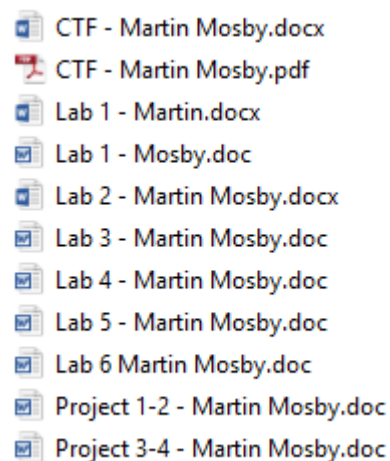 CTF - Martin Mosby.docx
CTF - Martin Mosby.pdf
Lab 1 - Martin.docx
Lab 1 - Mosby.doc
Lab 2 - Martin Mosby.docx
Lab 3 - Martin Mosby.doc
Lab 4 - Martin Mosby.doc
Lab 5 - Martin Mosby.doc
Lab 6 Martin Mosby.doc
Project 1-2 - Martin Mosby.doc
Project 3-4 - Martin Mosby.doc